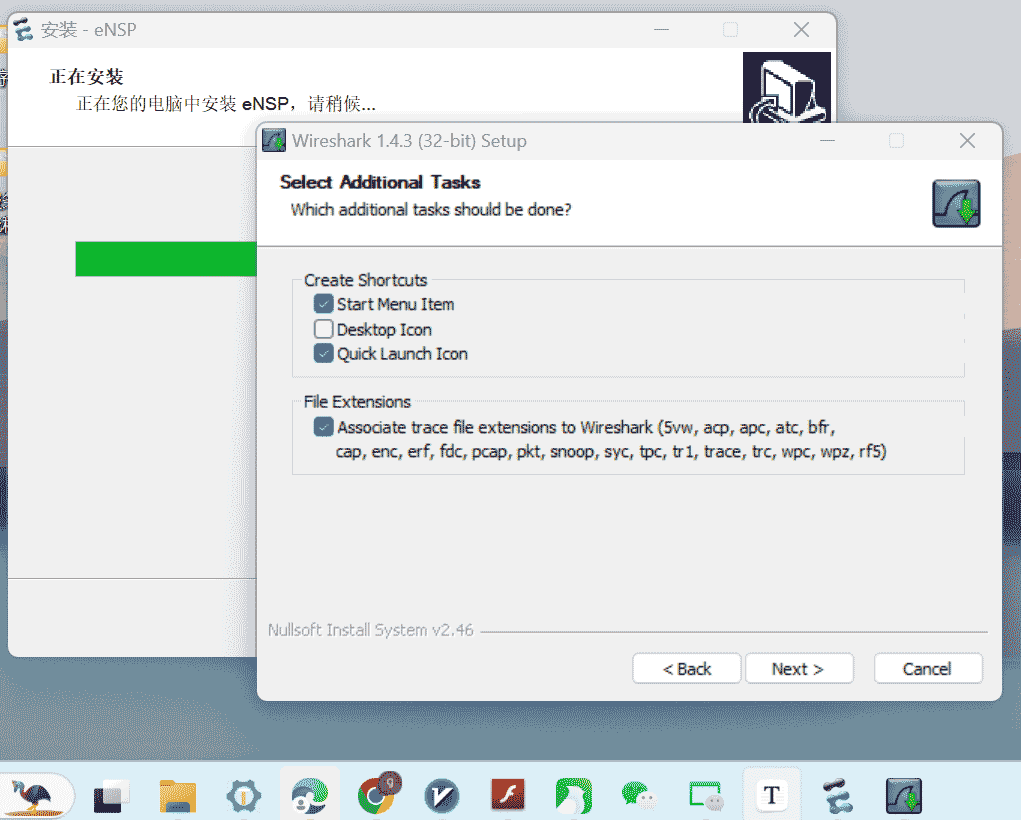 安装 - eNSP
正在安装
正在您的电脑中安装 eNSP，请稍候...
Wireshark 1.4.3 (32-bit) Setup
Select Additional Tasks
Which additional tasks should be done?
Create Shortcuts
Start Menu Item
Desktop Icon
Quick Launch Icon
File Extensions
Associate trace file extensions to Wireshark (5vw, acp, apc, atc, bfr,
cap, enc, erf, fdc, pcap, pkt, snoop, syc, tpc, tr1, trace, trc, wpc, wpz, rf5)
Nullsoft Install System v2.46
< Back
Next >
Cancel
T